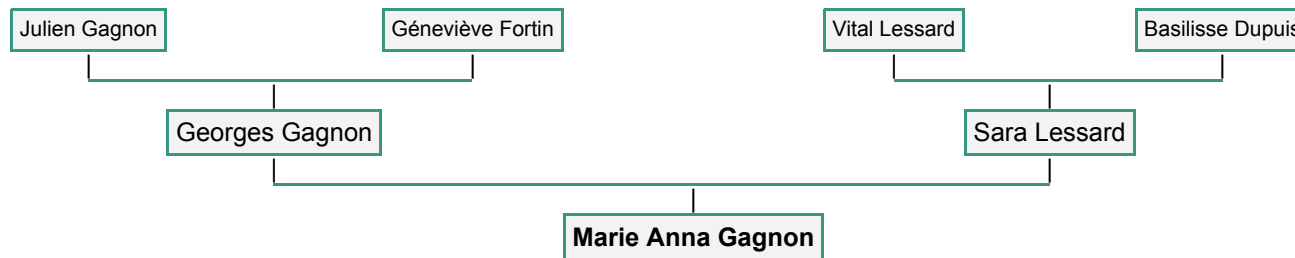 Julien Gagnon
Géneviève Fortin
Vital Lessard
Basilisse Dupuis
Georges Gagnon
Sara Lessard
Marie Anna Gagnon